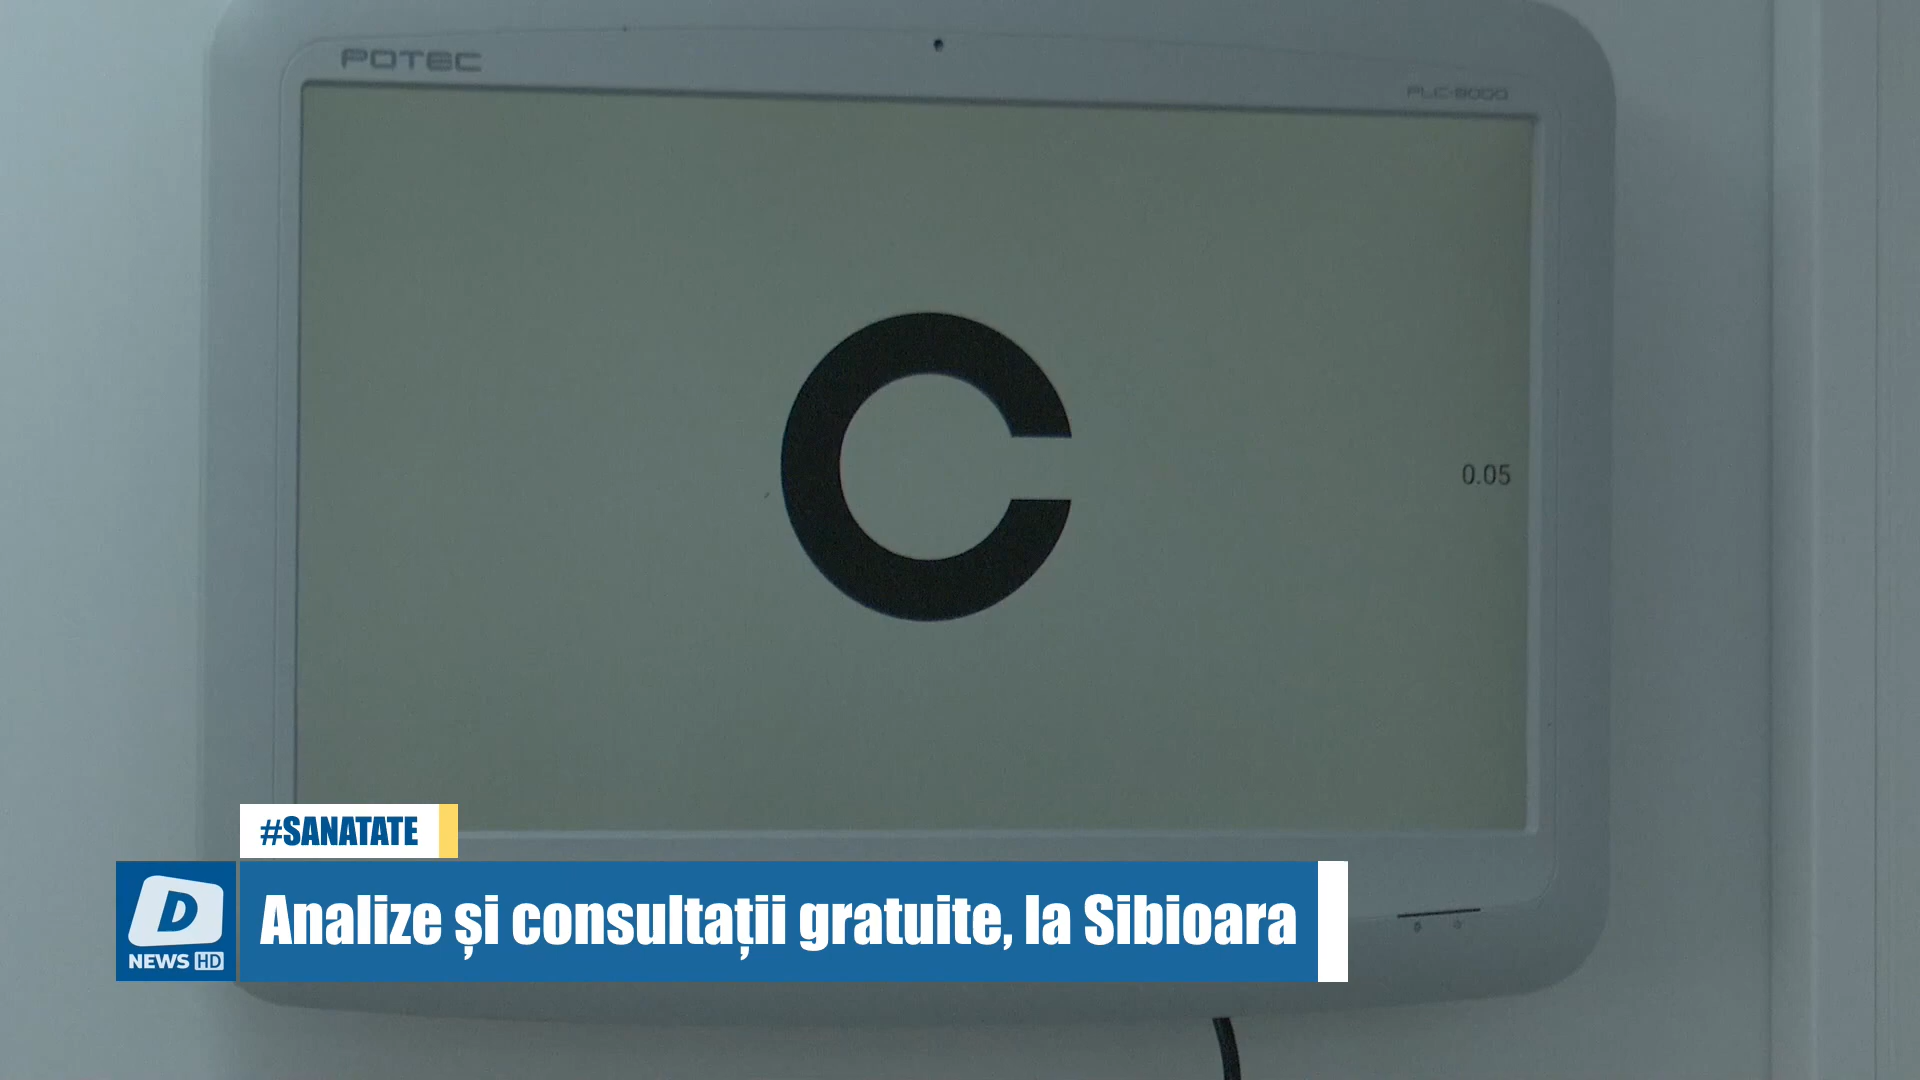 POTEC
PLC-8000
C
0.05
#SANATATE
Analize și consultații gratuite, la Sibioara
D
NEWS HD